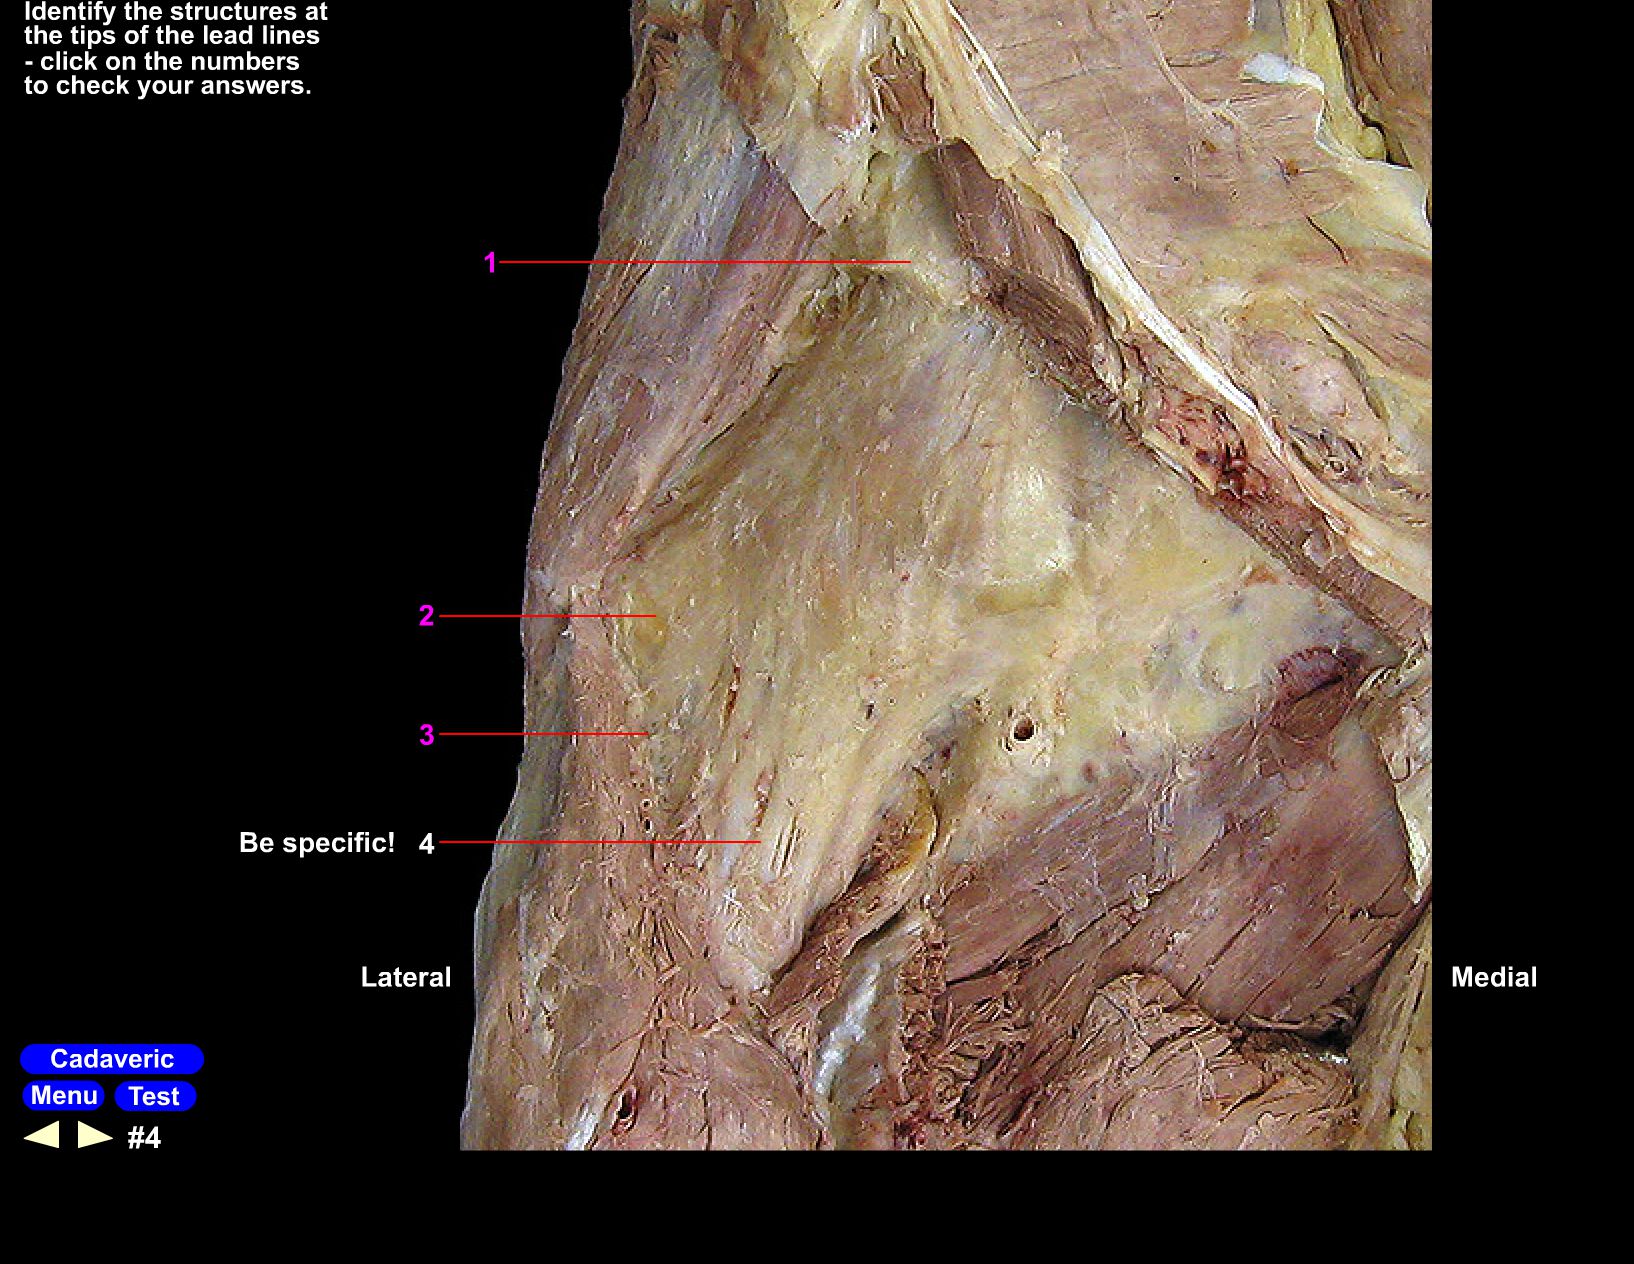 Identify the structures at
the tips of the lead lines
- click on the numbers
to check your answers.
1
2
3
Be specific! 4
Lateral
Medial
Cadaveric
Menu Test
#4